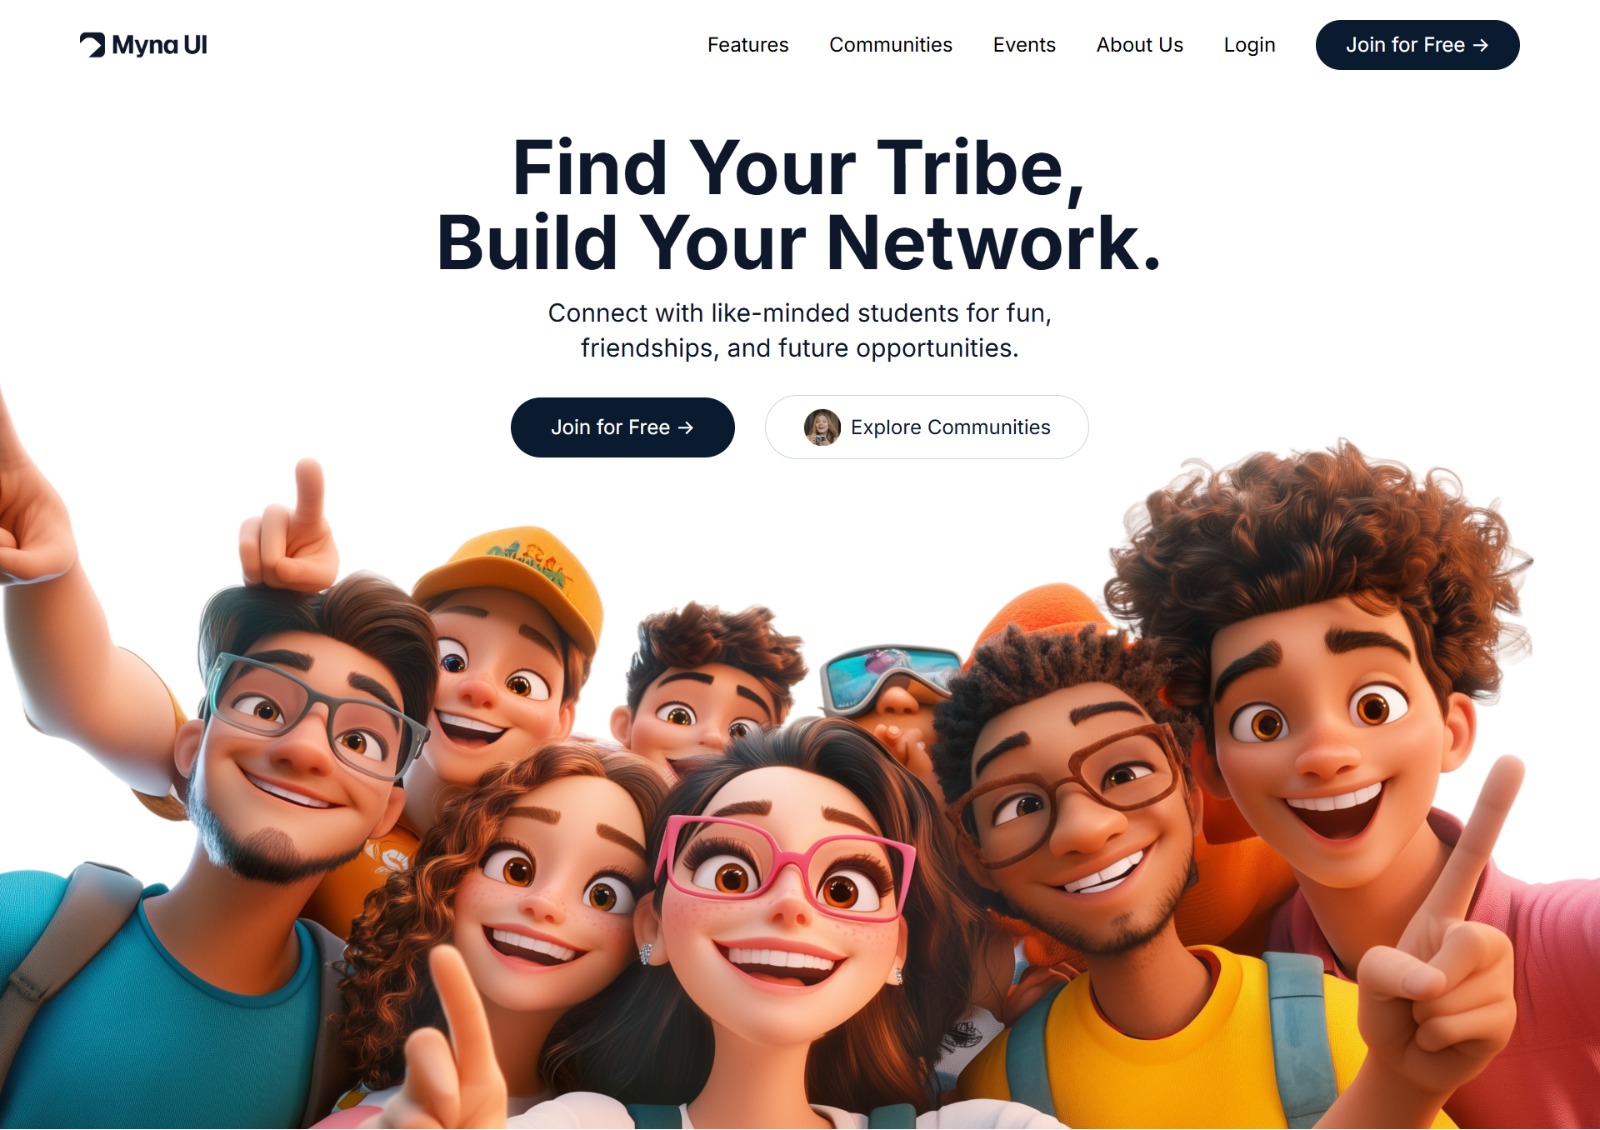 Myna UI
Features
Communities
Events
About Us
Login
Join for Free →
Find Your Tribe,
Build Your Network.
Connect with like-minded students for fun,
friendships, and future opportunities.
Join for Free →
Explore Communities